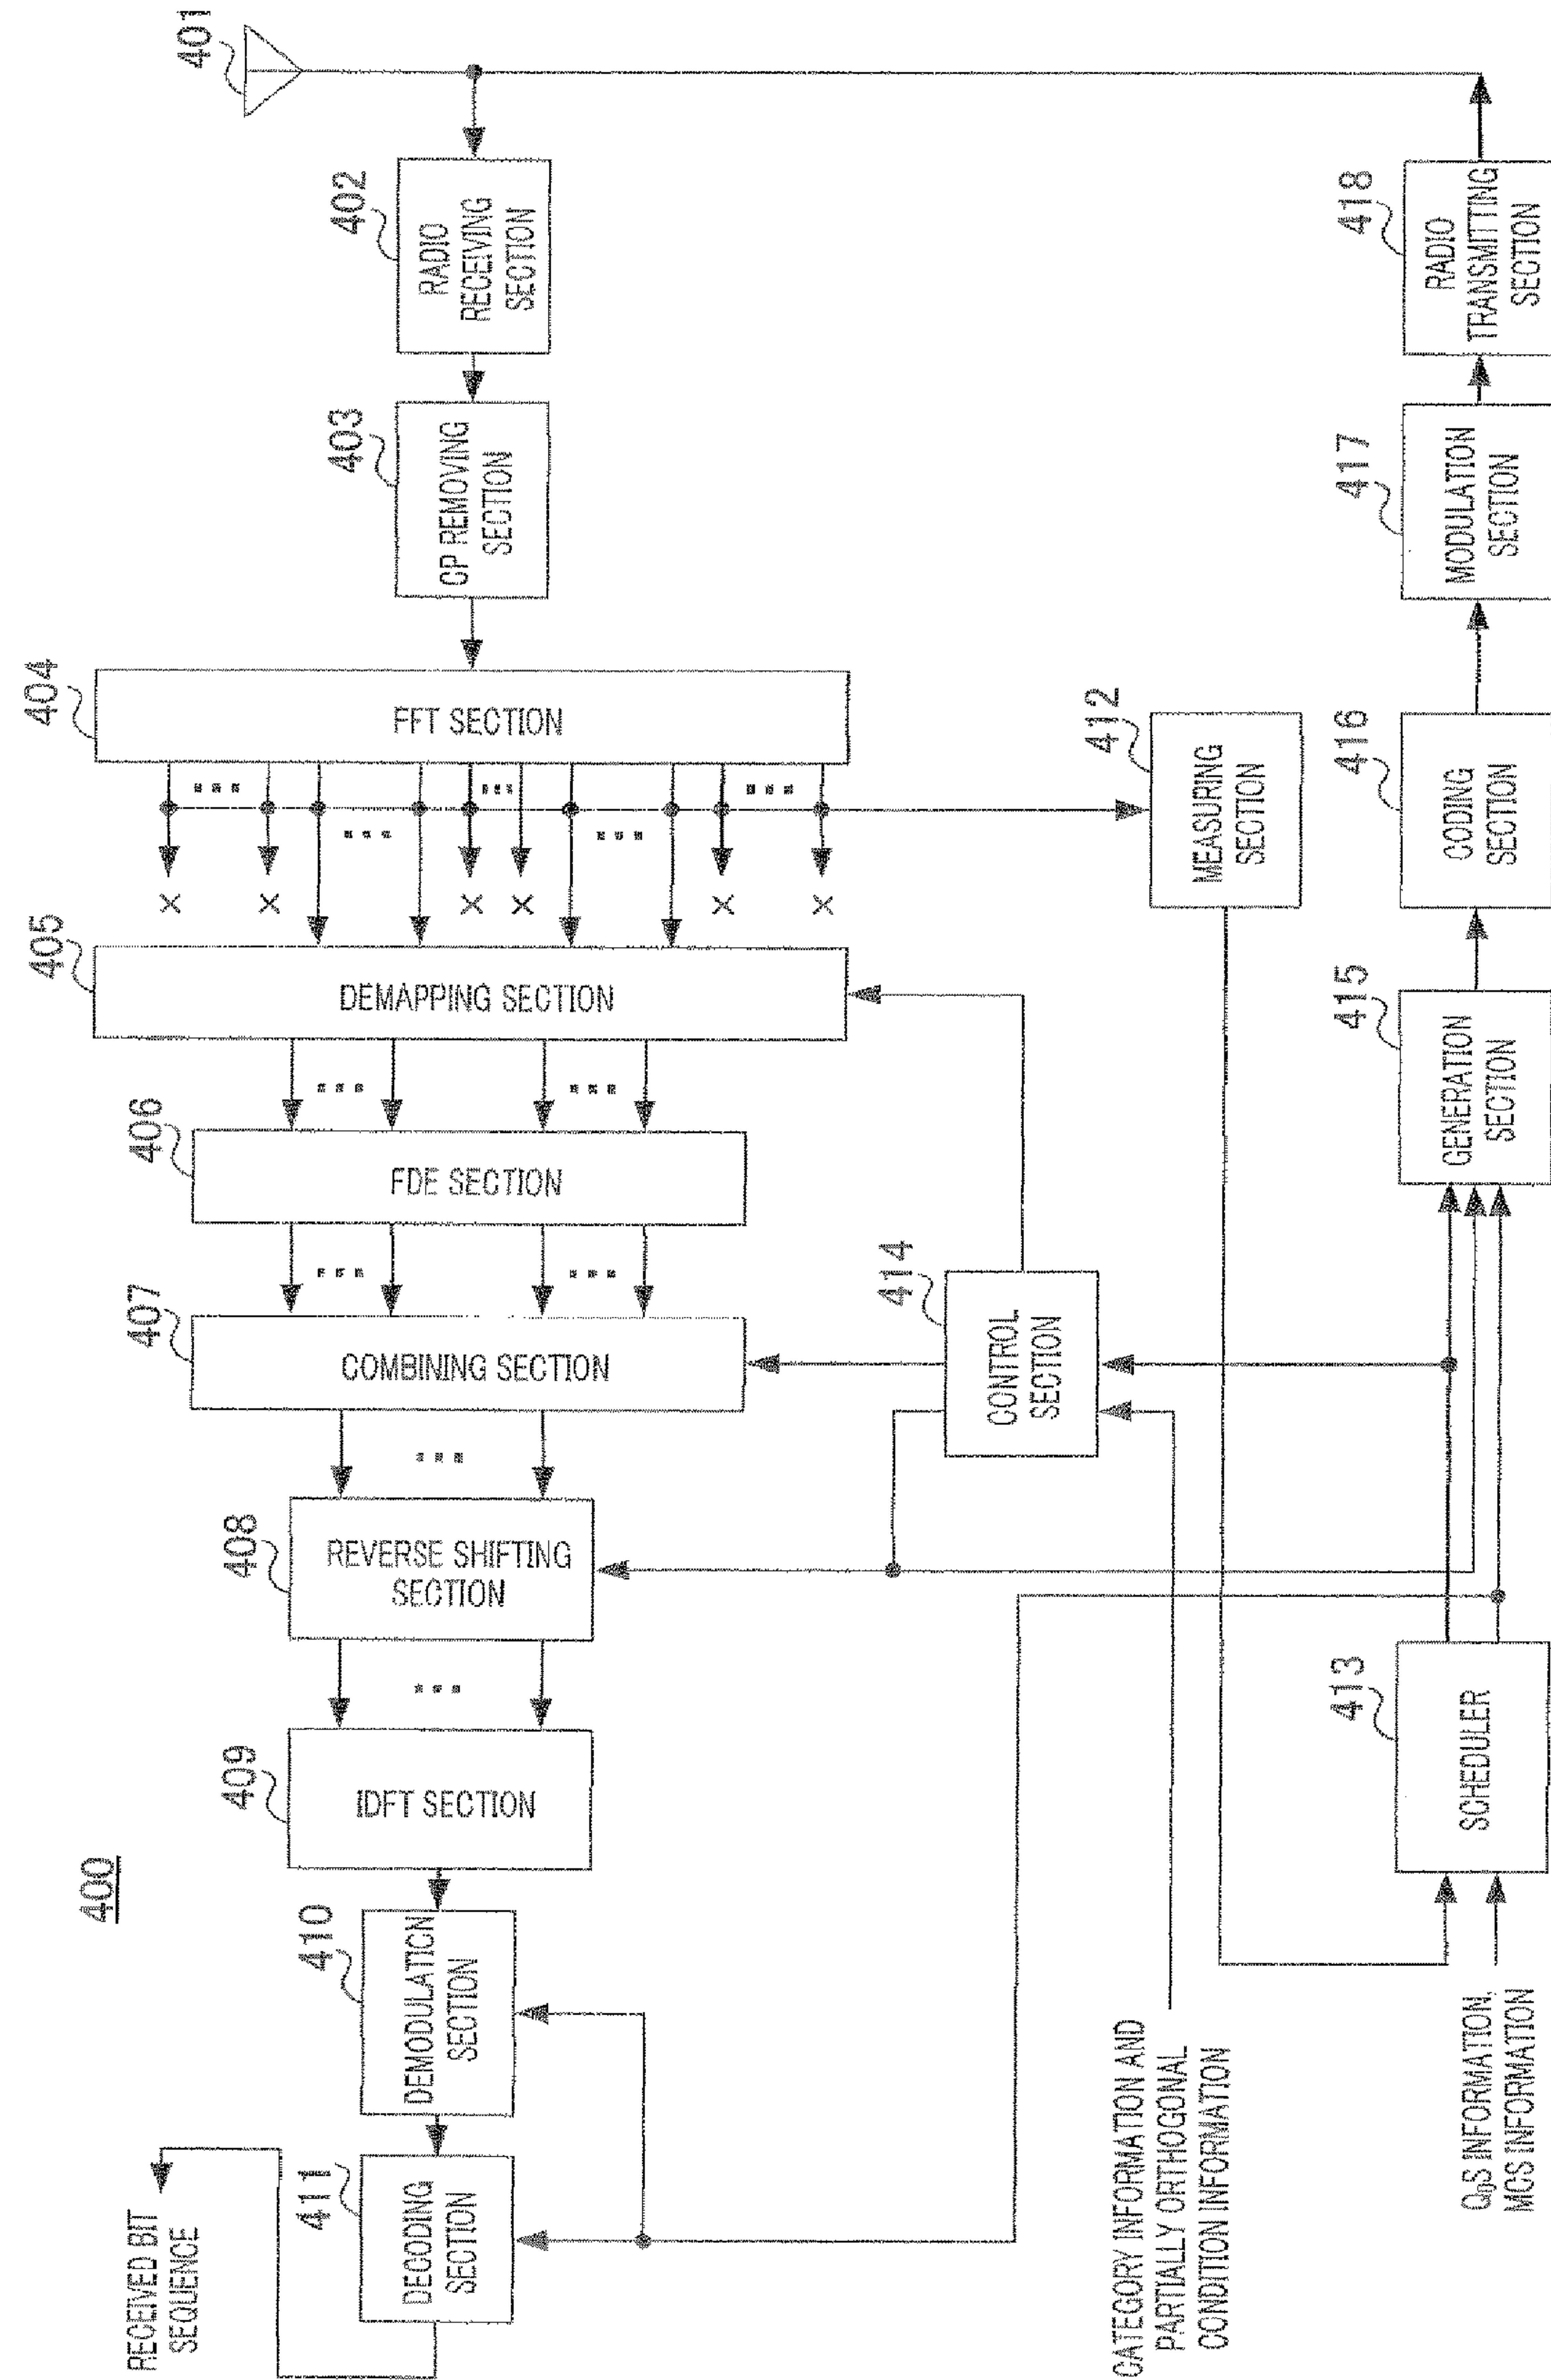 400
RECEIVED BIT
SEQUENCE
411
DECODING
SECTION
410
DEMODULATION
SECTION
409
IDFT SECTION
408
REVERSE SHIFTING
SECTION
407
COMBINING SECTION
406
FDE SECTION
405
DEMAPPING SECTION
×
×
×
×
×
×
404
FFT SECTION
403
CP REMOVING
SECTION
402
RADIO
RECEIVING
SECTION
401
CATEGORY INFORMATION AND
PARTIALLY ORTHOGONAL
CONDITION INFORMATION
414
CONTROL
SECTION
412
MEASURING
SECTION
QoS INFORMATION,
MCS INFORMATION
413
SCHEDULER
415
GENERATION
SECTION
416
CODING
SECTION
417
MODULATION
SECTION
418
RADIO
TRANSMITTING
SECTION